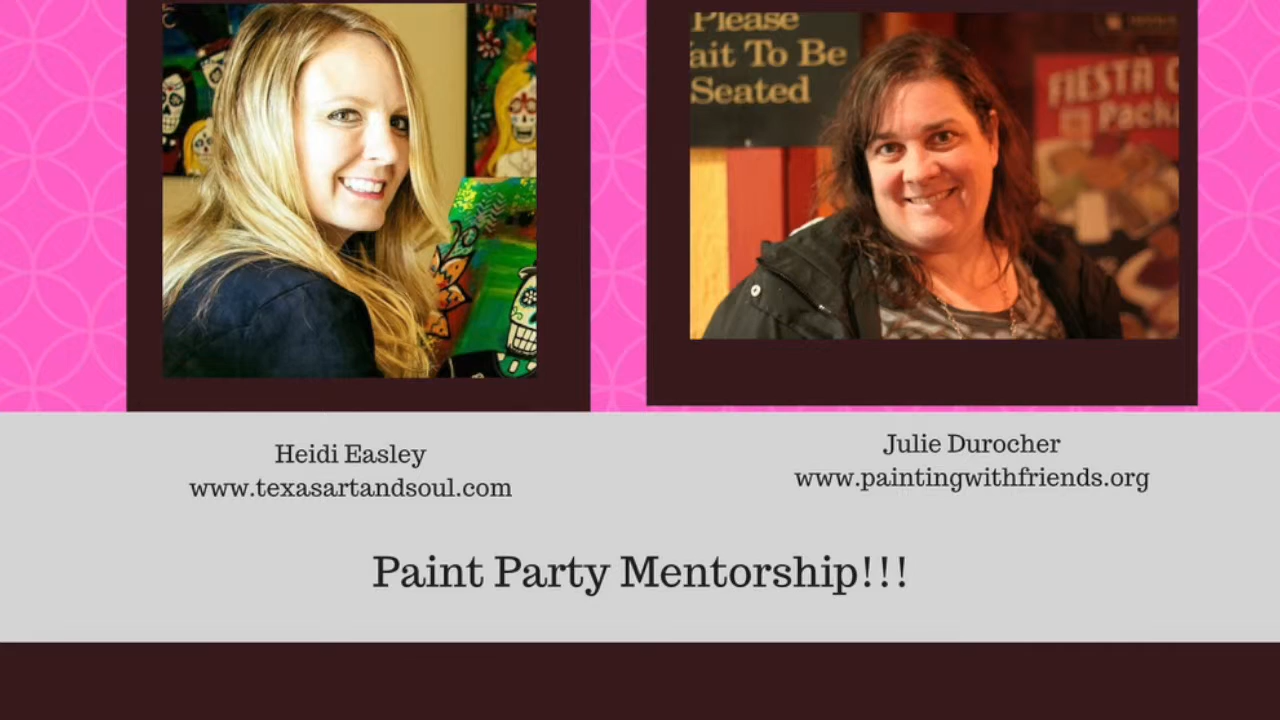 Please
ait To Be
Seated
FIESTA
Heidi Easley
www.texasartandsoul.com
Julie Durocher
www.paintingwithfriends.org
Paint Party Mentorship!!!